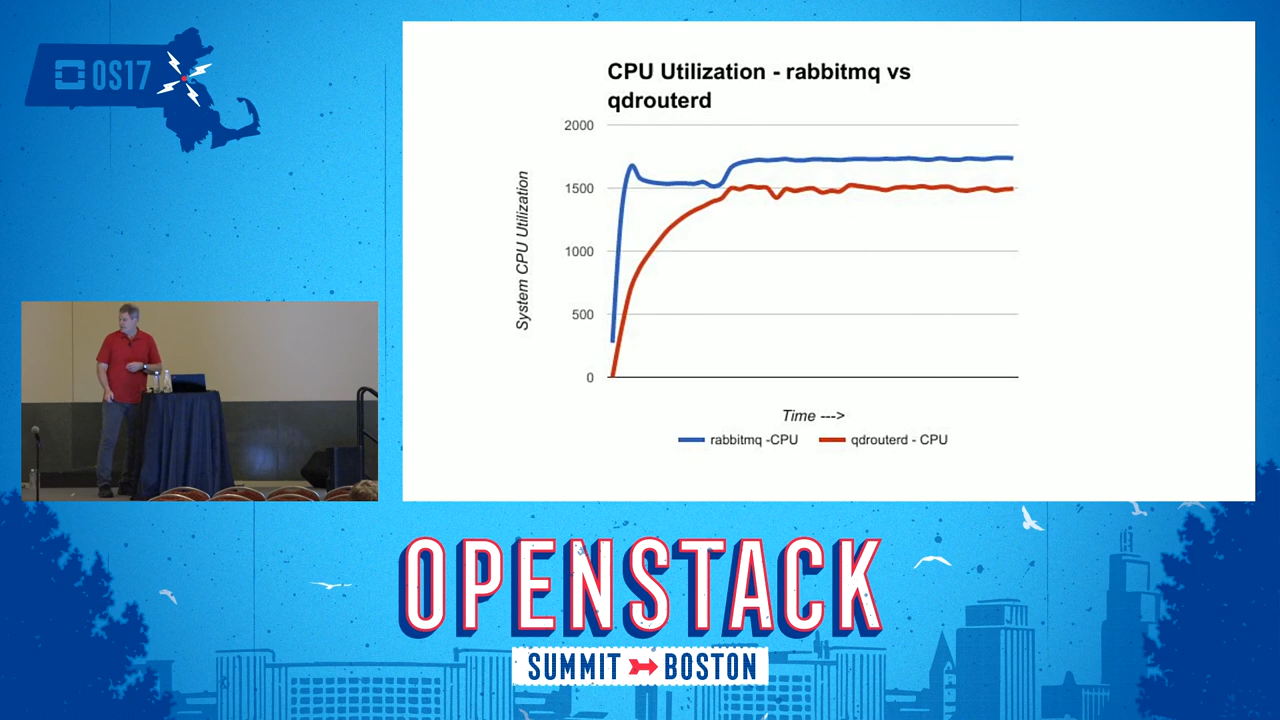 OS17
CPU Utilization - rabbitmq vs
qdrouterd
2000
1500
1000
500
0
System CPU Utilization
Time --->
rabbitmq -CPU
qdrouterd - CPU
OPENSTACK
SUMMIT BOSTON